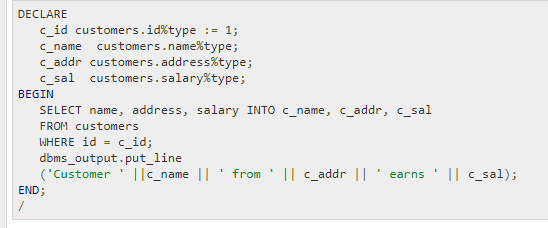 DECLARE
   c_id customers.id%type := 1;
   c_name  customers.name%type;
   c_addr customers.address%type;
   c_sal  customers.salary%type;
BEGIN
   SELECT name, address, salary INTO c_name, c_addr, c_sal
   FROM customers
   WHERE id = c_id;
   dbms_output.put_line
   ('Customer ' ||c_name || ' from ' || c_addr || ' earns ' || c_sal);
END;
/